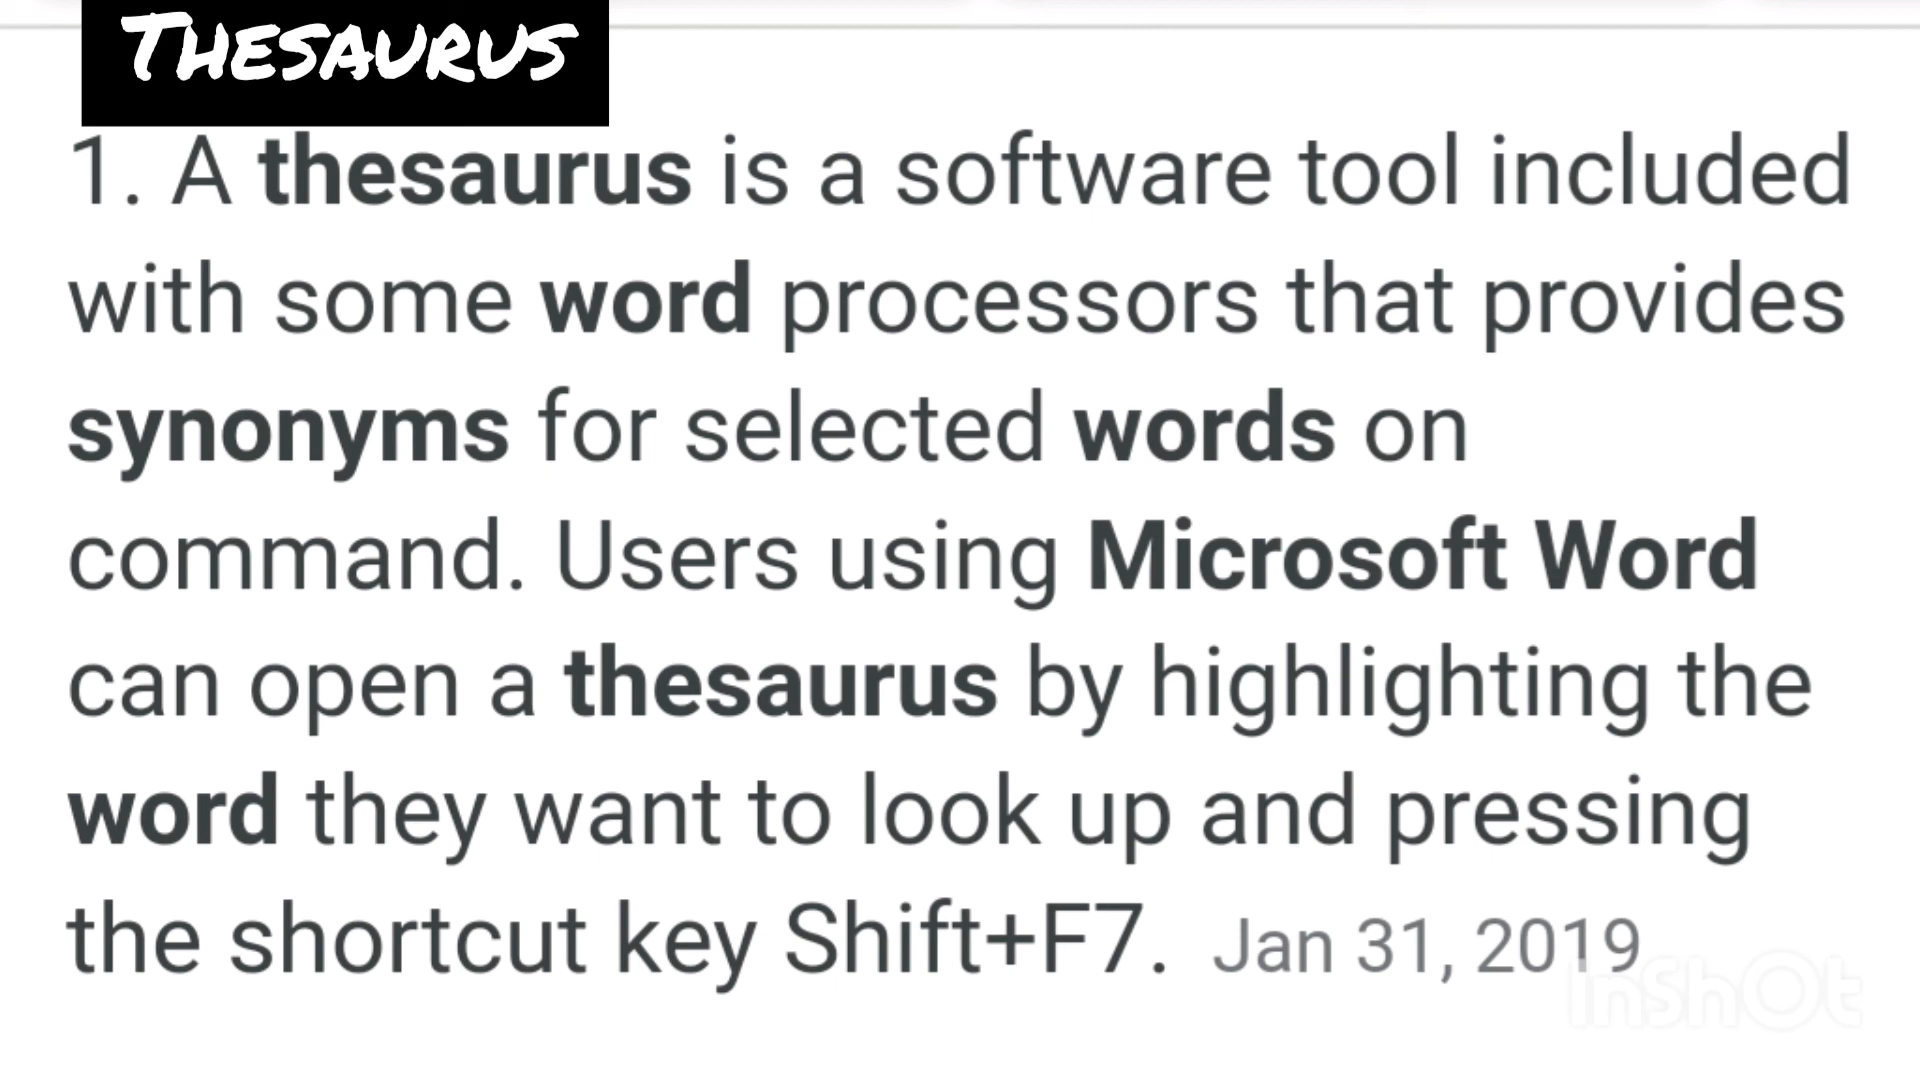 THESAURUS
1. A thesaurus is a software tool included
with some word processors that provides
synonyms for selected words on
command. Users using Microsoft Word
can open a thesaurus by highlighting the
word they want to look up and pressing
the shortcut key Shift+F7. Jan 31, 2019
InShOt